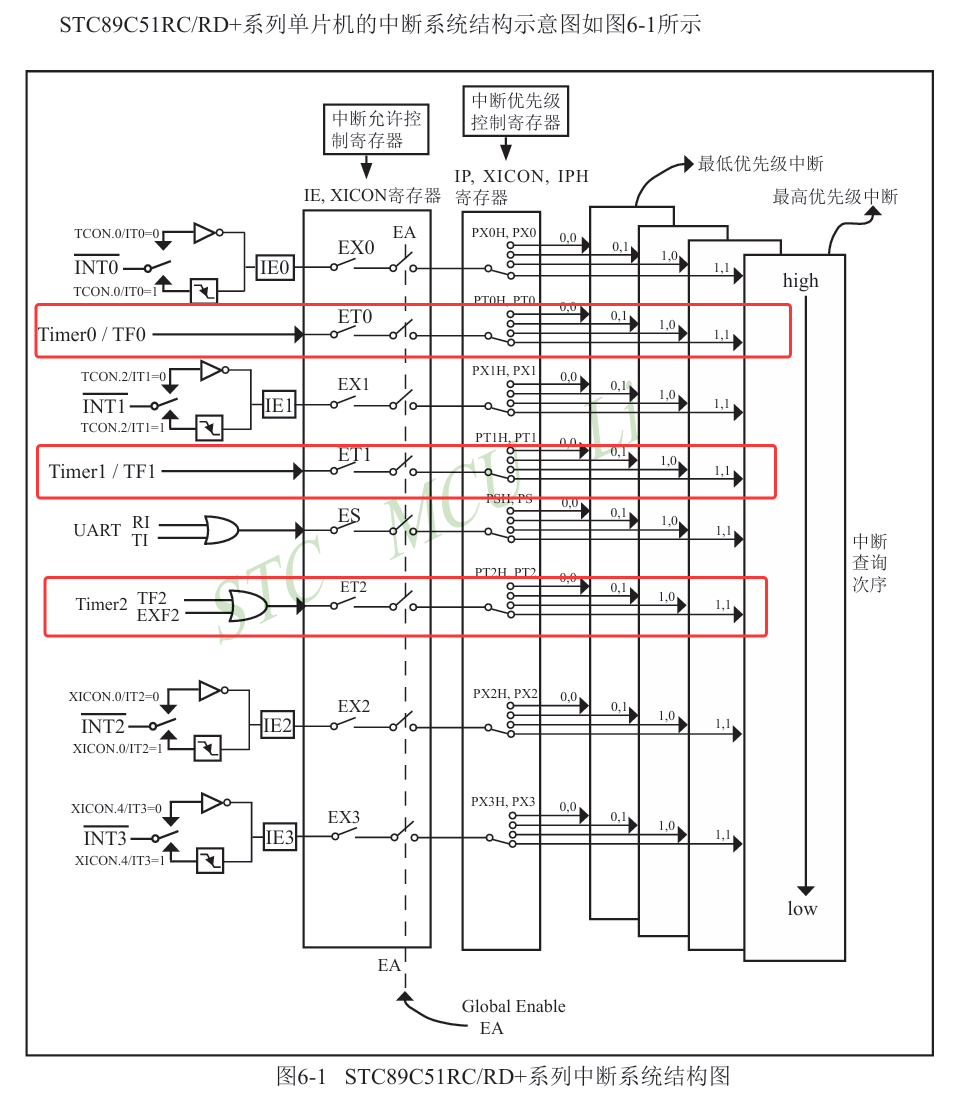 STC89C51RC/RD+系列单片机的中断系统结构示意图如图6-1所示
中断允许控
制寄存器
中断优先级
控制寄存器
最低优先级中断
最高优先级中断
IE, XICON寄存器
IP, XICON, IPH
寄存器
TCON.0/IT0=0
INT0
TCON.0/IT0=1
IE0
EX0
EA
PX0H, PX0
0,0
0,1
1,0
1,1
high
Timer0 / TF0
ET0
PT0H, PT0
0,0
0,1
1,0
1,1
TCON.2/IT1=0
INT1
TCON.2/IT1=1
IE1
EX1
PX1H, PX1
0,0
0,1
1,0
1,1
Timer1 / TF1
ET1
PT1H, PT1
0,0
0,1
1,0
1,1
UART
RI
TI
ES
PSH, PS
0,0
0,1
1,0
1,1
中断
查询
次序
Timer2
TF2
EXF2
ET2
PT2H, PT2
0,0
0,1
1,0
1,1
XICON.0/IT2=0
INT2
XICON.0/IT2=1
IE2
EX2
PX2H, PX2
0,0
0,1
1,0
1,1
XICON.4/IT3=0
INT3
XICON.4/IT3=1
IE3
EX3
PX3H, PX3
0,0
0,1
1,0
1,1
low
EA
Global Enable
EA
STC MCU Li
图6-1 STC89C51RC/RD+系列中断系统结构图